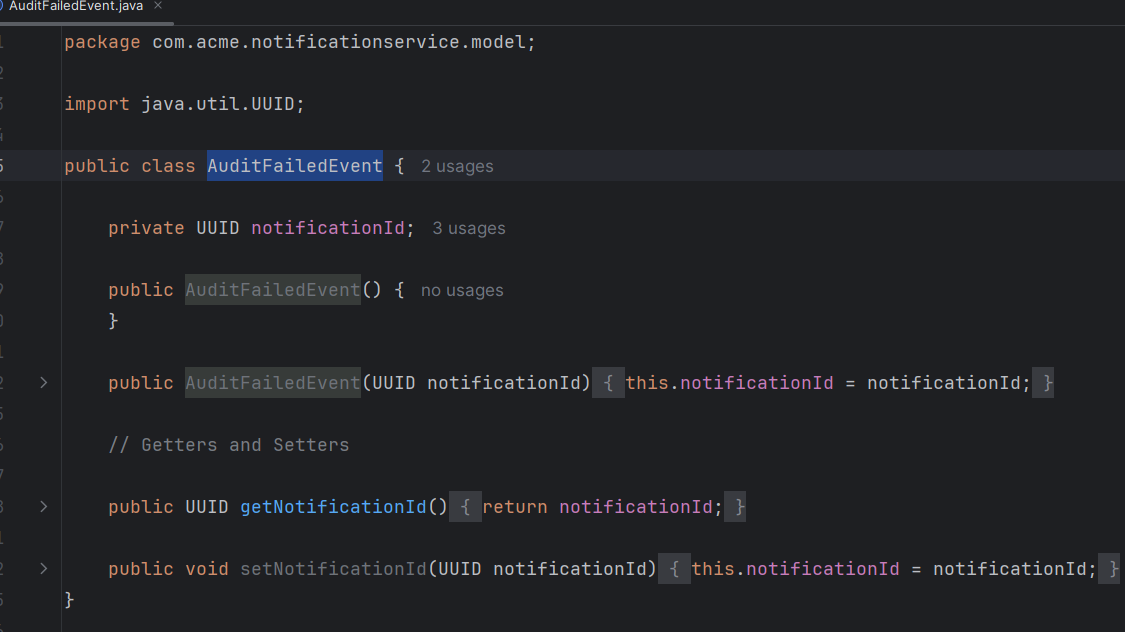 AuditFailedEvent.java ×
package com.acme.notificationservice.model;
import java.util.UUID;
public class AuditFailedEvent { 2 usages
private UUID notificationId; 3 usages
public AuditFailedEvent() { no usages
}
public AuditFailedEvent(UUID notificationId) { this.notificationId = notificationId; }
// Getters and Setters
public UUID getNotificationId() { return notificationId; }
public void setNotificationId(UUID notificationId) { this.notificationId = notificationId; }
}